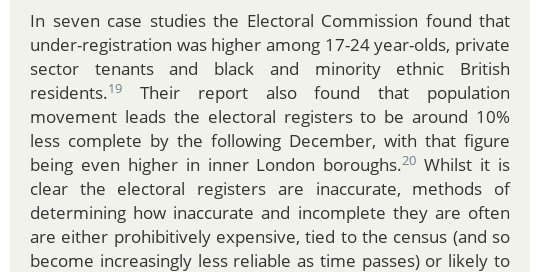 In seven case studies the Electoral Commission found that
under-registration was higher among 17-24 year-olds, private
sector tenants and black and minority ethnic British
residents.19 Their report also found that population
movement leads the electoral registers to be around 10%
less complete by the following December, with that figure
being even higher in inner London boroughs.20 Whilst it is
clear the electoral registers are inaccurate, methods of
determining how inaccurate and incomplete they are often
are either prohibitively expensive, tied to the census (and so
become increasingly less reliable as time passes) or likely to